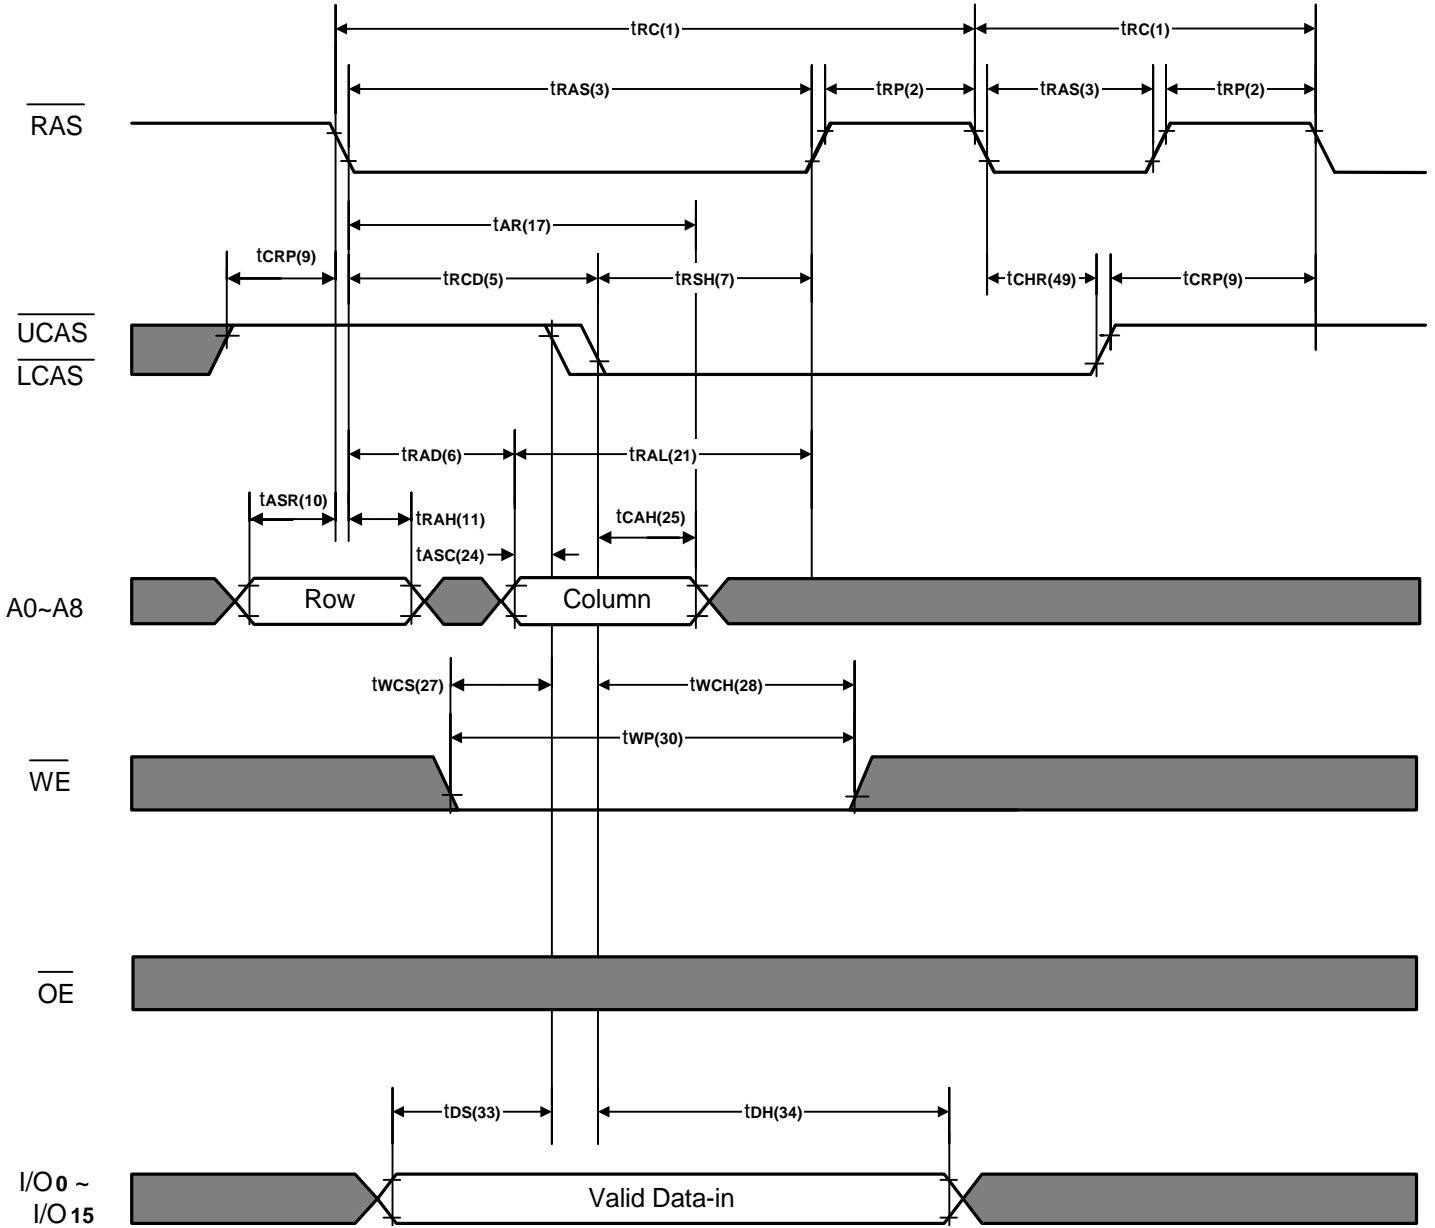 tRC(1) tRC(1)
tRAS(3) tRP(2) tRAS(3) tRP(2)
RAS
tAR(17)
tCRP(9) tRCD(5) tRSH(7) tCHR(49) tCRP(9)
UCAS
LCAS
tRAD(6) tRAL(21)
tASR(10) tRAH(11) tCAH(25)
tASC(24)
A0~A8 Row Column
tWCS(27) tWCH(28)
tWP(30)
WE
OE
tDS(33) tDH(34)
I/O 0 ~
I/O 15
Valid Data-in